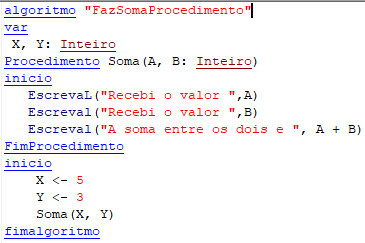 algoritmo "FazSomaProcedimento"
var
X, Y: Inteiro
Procedimento Soma(A, B: Inteiro)
inicio
EscrevaL("Recebi o valor ",A)
Escreval("Recebi o valor ",B)
Escreval("A soma entre os dois e ", A + B)
FimProcedimento
inicio
X <- 5
Y <- 3
Soma(X, Y)
fimalgoritmo